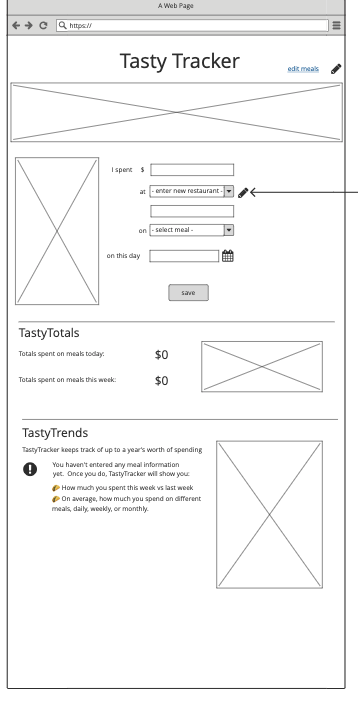 A Web Page
https://
Tasty Tracker
edit meals
I spent $
at - enter new restaurant -
on - select meal -
on this day
save
TastyTotals
Totals spent on meals today: $0
Totals spent on meals this week: $0
TastyTrends
TastyTracker keeps track of up to a year's worth of spending
You haven't entered any meal information
yet. Once you do, TastyTracker will show you:
How much you spent this week vs last week
On average, how much you spend on different
meals, daily, weekly, or monthly.